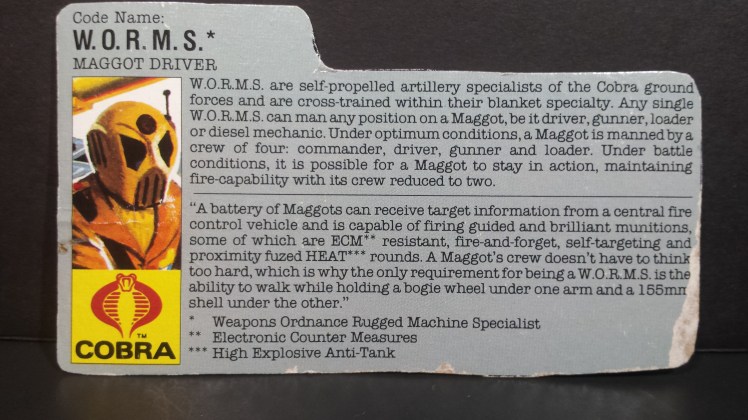 Code Name:
W.O.R.M.S.*
MAGGOT DRIVER
W.O.R.M.S. are self-propelled artillery specialists of the Cobra ground
forces and are cross-trained within their blanket specialty. Any single
W.O.R.M.S. can man any position on a Maggot, be it driver, gunner, loader
or diesel mechanic. Under optimum conditions, a Maggot is manned by a
crew of four: commander, driver, gunner and loader. Under battle
conditions, it is possible for a Maggot to stay in action, maintaining
fire-capability with its crew reduced to two.
"A battery of Maggots can receive target information from a central fire
control vehicle and is capable of firing guided and brilliant munitions,
some of which are ECM** resistant, fire-and-forget, self-targeting and
proximity fuzed HEAT*** rounds. A Maggot's crew doesn't have to think
too hard, which is why the only requirement for being a W.O.R.M.S. is the
ability to walk while holding a bogie wheel under one arm and a 155mm
shell under the other."
* Weapons Ordnance Rugged Machine Specialist
** Electronic Counter Measures
*** High Explosive Anti-Tank
TM
COBRA